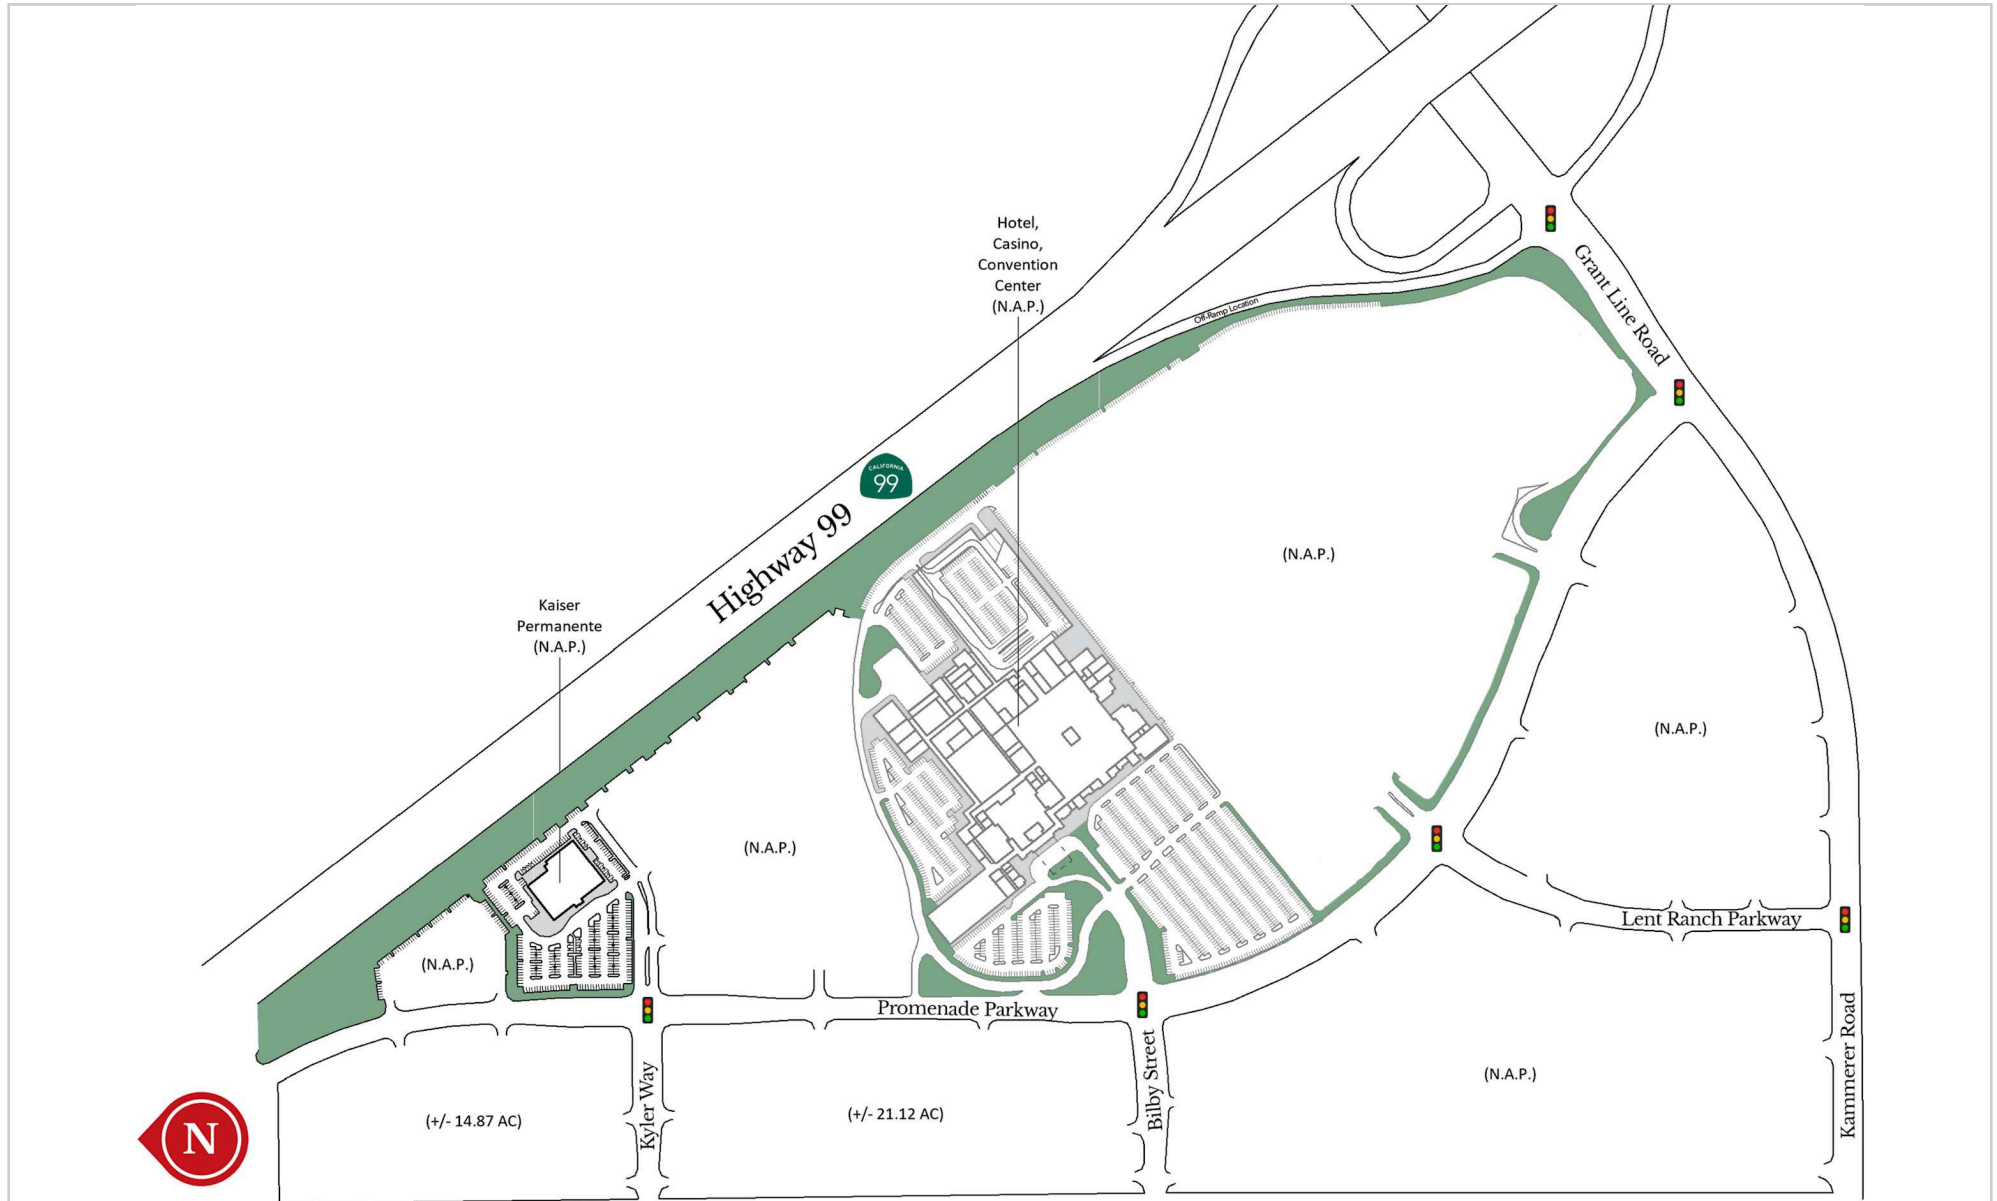 Hotel,
Casino,
Convention
Center
(N.A.P.)
Grant Line Road
Off-Ramp Location
CALIFORNIA
99
Highway 99
(N.A.P.)
Kaiser
Permanente
(N.A.P.)
(N.A.P.)
(N.A.P.)
(N.A.P.)
Lent Ranch Parkway
Promenade Parkway
Kammerer Road
Kyler Way
Bilby Street
(N.A.P.)
(+/- 14.87 AC)
(+/- 21.12 AC)
N